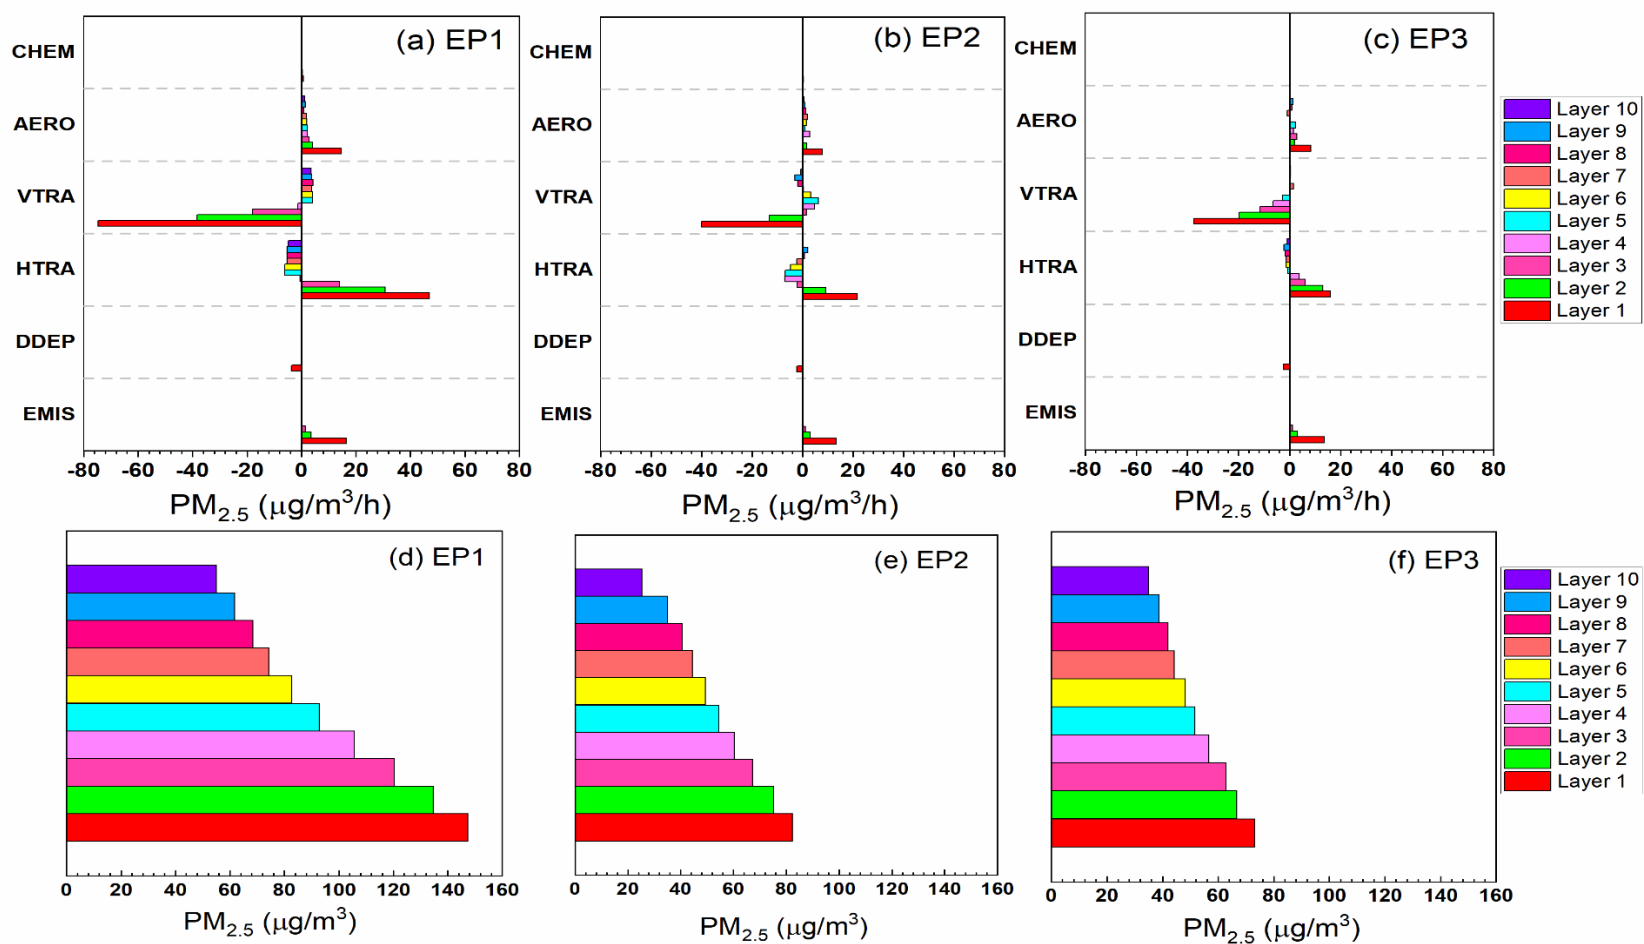 (a) EP1
CHEM
AERO
VTRA
HTRA
DDEP
EMIS
-80 -60 -40 -20 0 20 40 60 80
PM2.5 (μg/m³/h)
(b) EP2
CHEM
AERO
VTRA
HTRA
DDEP
EMIS
-80 -60 -40 -20 0 20 40 60 80
PM2.5 (μg/m³/h)
(c) EP3
CHEM
AERO
VTRA
HTRA
DDEP
EMIS
-80 -60 -40 -20 0 20 40 60 80
PM2.5 (μg/m³/h)
Layer 10
Layer 9
Layer 8
Layer 7
Layer 6
Layer 5
Layer 4
Layer 3
Layer 2
Layer 1
(d) EP1
0 20 40 60 80 100 120 140 160
PM2.5 (μg/m³)
(e) EP2
0 20 40 60 80 100 120 140 160
PM2.5 (μg/m³)
(f) EP3
0 20 40 60 80 100 120 140 160
PM2.5 (μg/m³)
Layer 10
Layer 9
Layer 8
Layer 7
Layer 6
Layer 5
Layer 4
Layer 3
Layer 2
Layer 1